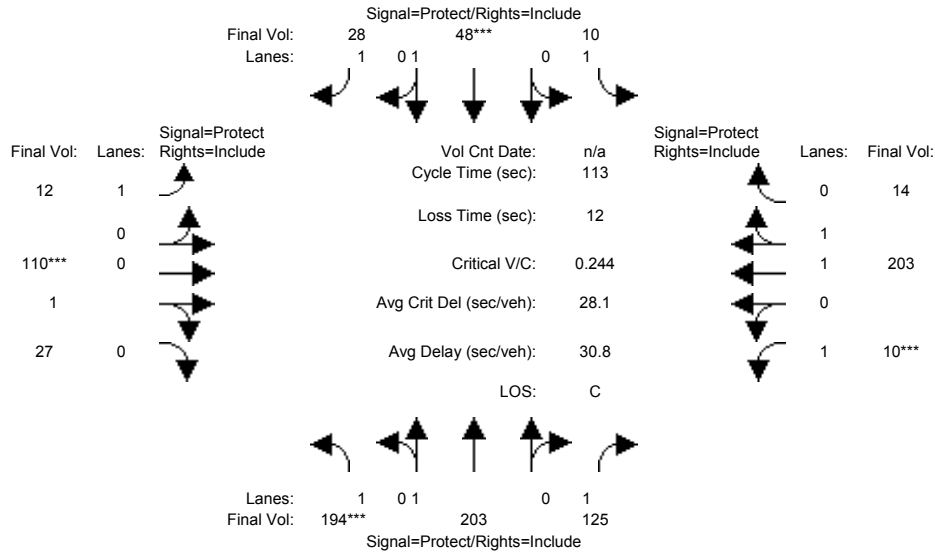 Signal=Protect/Rights=Include
Final Vol: 28 48*** 10
Lanes: 1 0 1 0 1
Signal=Protect Signal=Protect
Final Vol: Lanes: Rights=Include Vol Cnt Date: n/a Rights=Include Lanes: Final Vol:
Cycle Time (sec): 113
12 1 0 14
Loss Time (sec): 12
0 1
110*** 0 Critical V/C: 0.244 1 203
1 Avg Crit Del (sec/veh): 28.1 0
27 0 Avg Delay (sec/veh): 30.8 1 10***
LOS: C
Lanes: 1 0 1 0 1
Final Vol: 194*** 203 125
Signal=Protect/Rights=Include